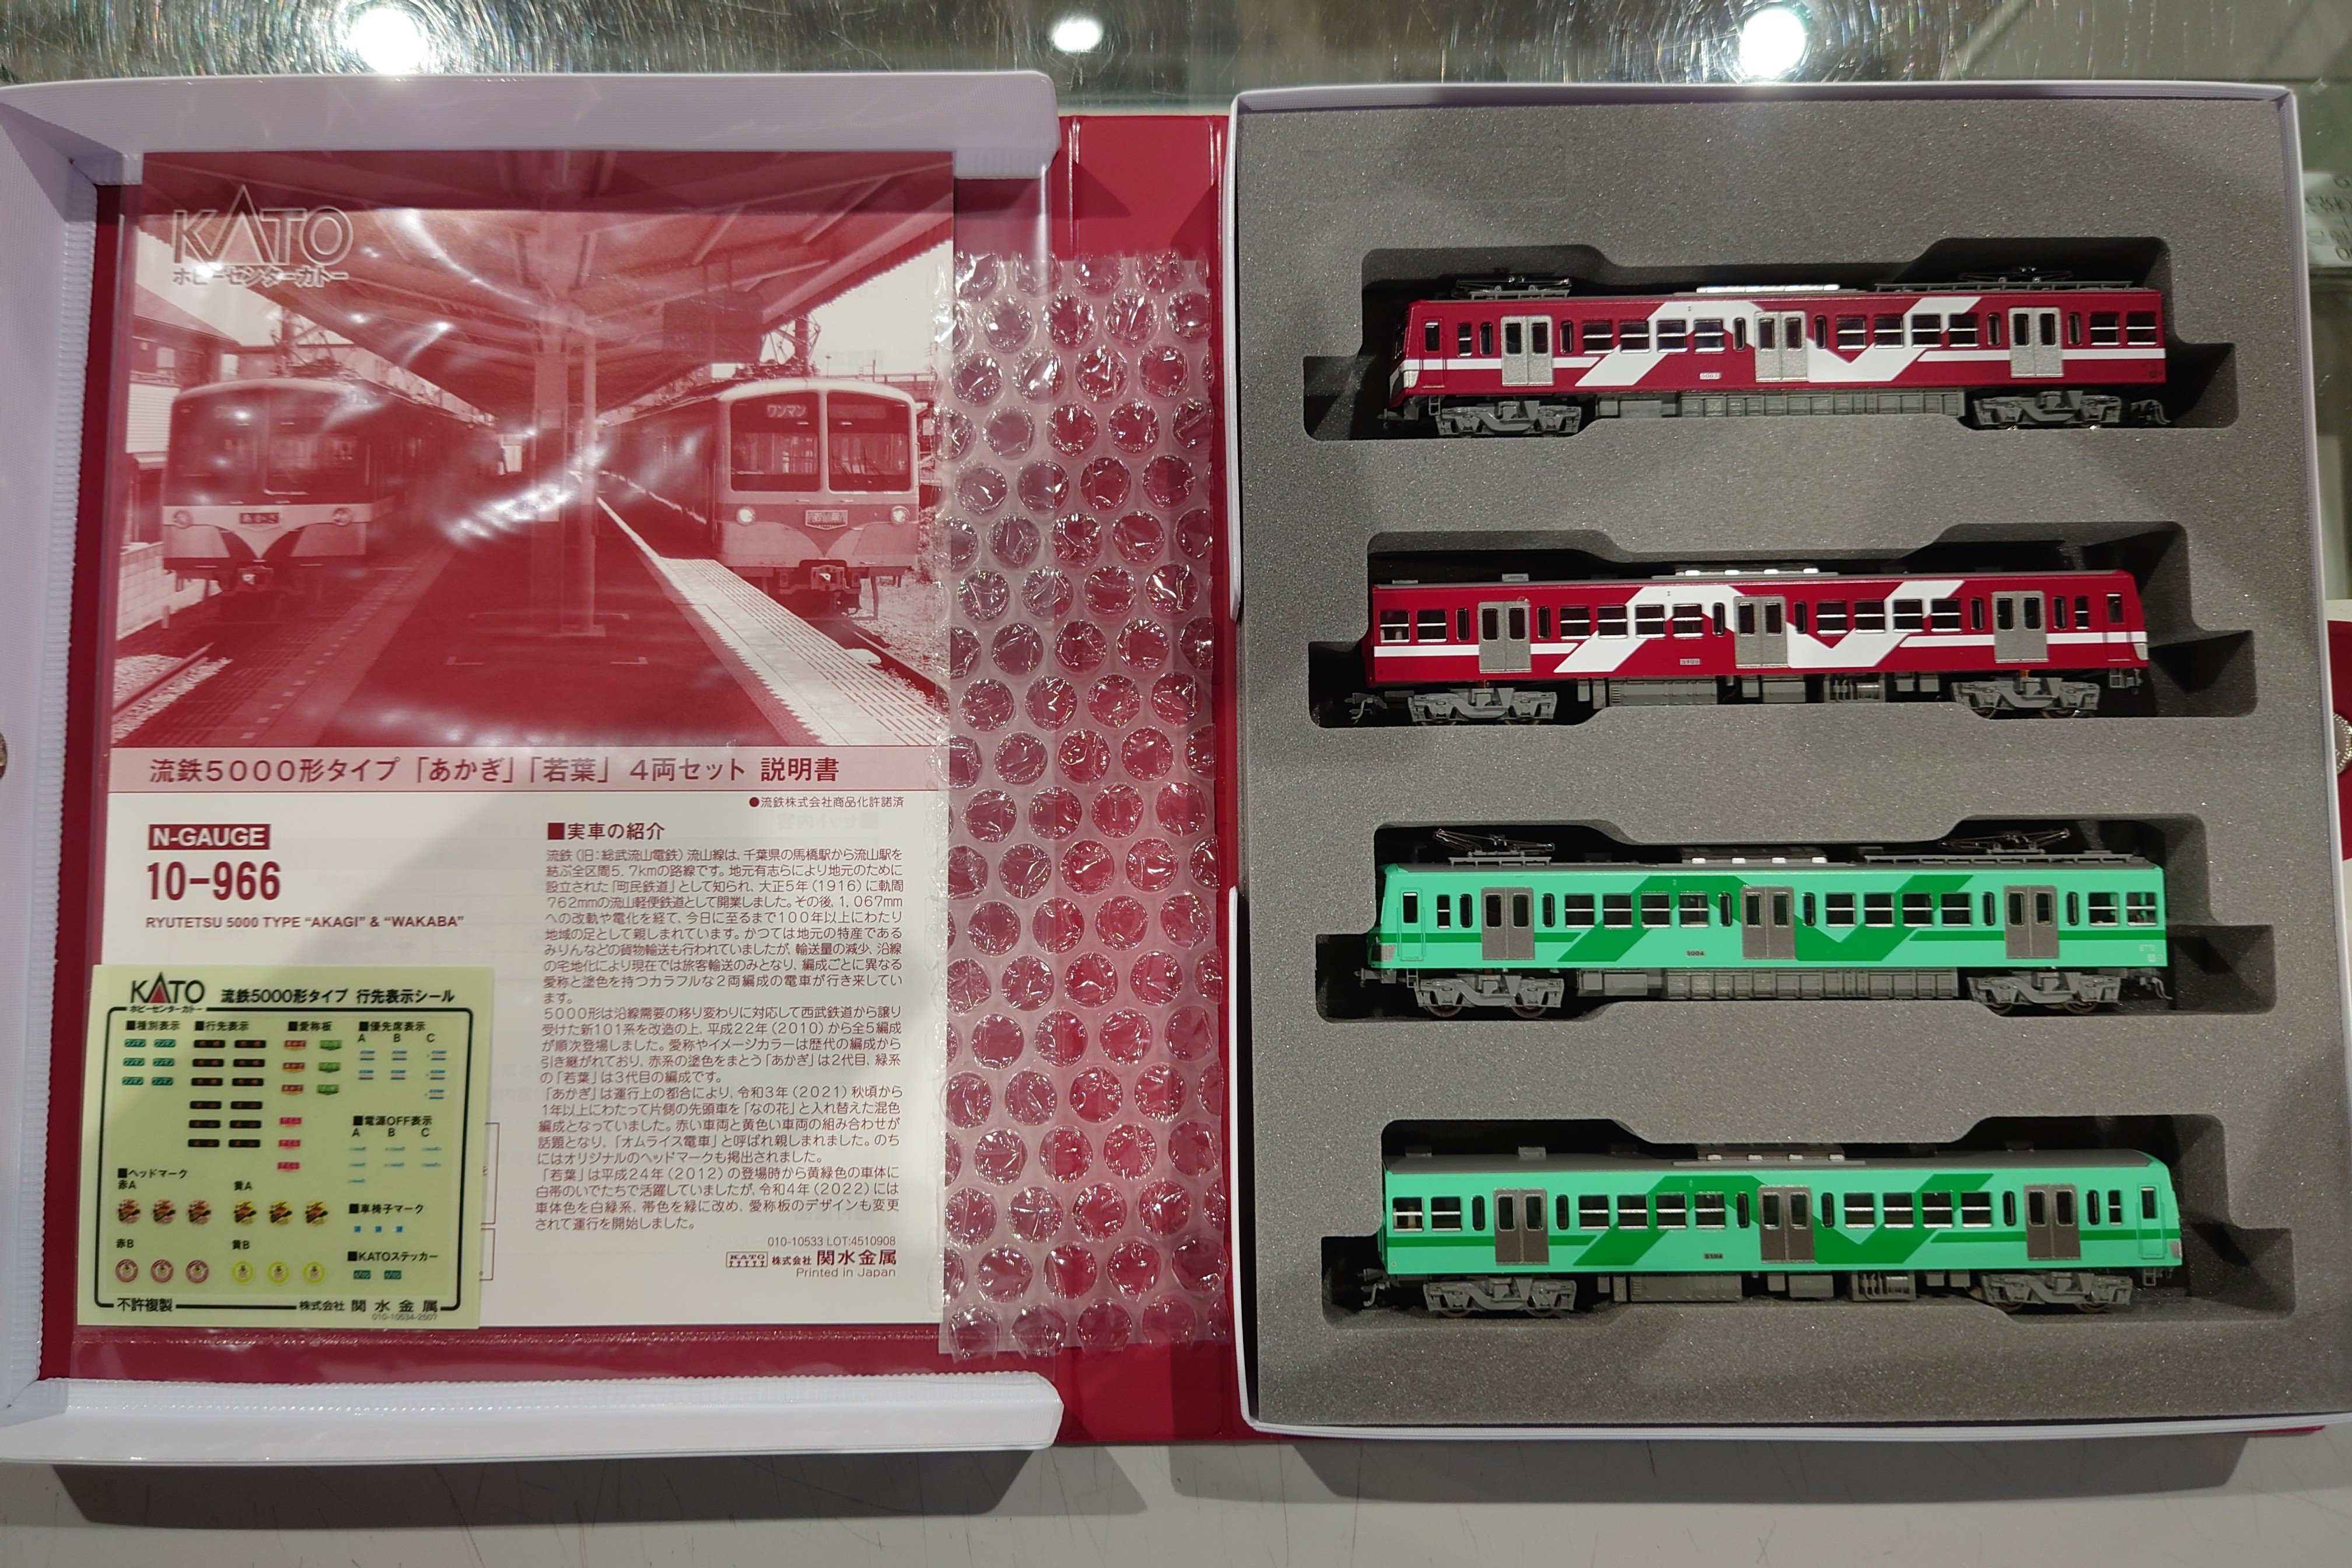 KATO
ホビーセンターカトー
ワンマン
あかぎ
流鉄5000形タイプ「あかぎ」「若葉」4両セット 説明書
●流鉄株式会社商品化許諾済
N-GAUGE
10-966
RYUTETSU 5000 TYPE "AKAGI" & "WAKABA"
■実車の紹介
流鉄(旧:総武流山電鉄)流山線は、千葉県の馬橋駅から流山駅を
結ぶ全区間5.7kmの路線です。地元有志らにより地元のために
設立された「町民鉄道」として知られ、大正5年(1916)に軌間
762mmの流山軽便鉄道として開業しました。その後、1,067mm
への改軌や電化を経て、今日に至るまで100年以上にわたり
地域の足として親しまれています。かつては地元の特産である
みりんなどの貨物輸送も行われていましたが、輸送量の減少、沿線
の宅地化により現在では旅客輸送のみとなり、編成ごとに異なる
愛称と塗色を持つカラフルな2両編成の電車が行き来してい
ます。
5000形は沿線需要の移り変わりに対応して西武鉄道から譲り
受けた新101系を改造の上、平成22年(2010)から全5編成
が順次登場しました。愛称やイメージカラーは歴代の編成から
引き継がれており、赤系の塗色をまとう「あかぎ」は2代目、緑系
の「若葉」は3代目の編成です。
「あかぎ」は運行上の都合により、令和3年(2021)秋頃から
1年以上にわたって片側の先頭車を「なの花」と入れ替えた混色
編成となっていました。赤い車両と黄色い車両の組み合わせが
話題となり、「オムライス電車」と呼ばれ親しまれました。のち
にはオリジナルのヘッドマークも掲出されました。
「若葉」は平成24年(2012)の登場時から黄緑色の車体に
白帯のいでたちで活躍していましたが、令和4年(2022)には
車体色を白緑系、帯色を緑に改め、愛称板のデザインも変更
されて運行を開始しました。
010-10533 LOT:4510908
KATO 株式会社 関水金属
Printed in Japan
KATO
ホビーセンターカトー
流鉄5000形タイプ 行先表示シール
■種別表示 ■行先表示 ■愛称板 ■優先席表示
A B C
■電源OFF表示
A B C
■ヘッドマーク
赤A 黄A
■車椅子マーク
赤B 黄B
■KATOステッカー
不許複製 株式会社 関水金属
010-10534-2507